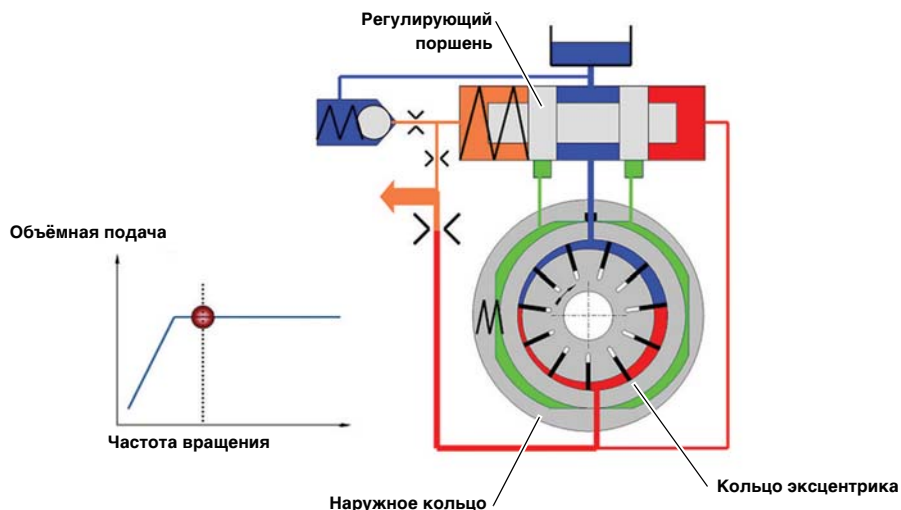 Регулирующий
поршень
Объёмная подача
Частота вращения
Наружное кольцо
Кольцо эксцентрика